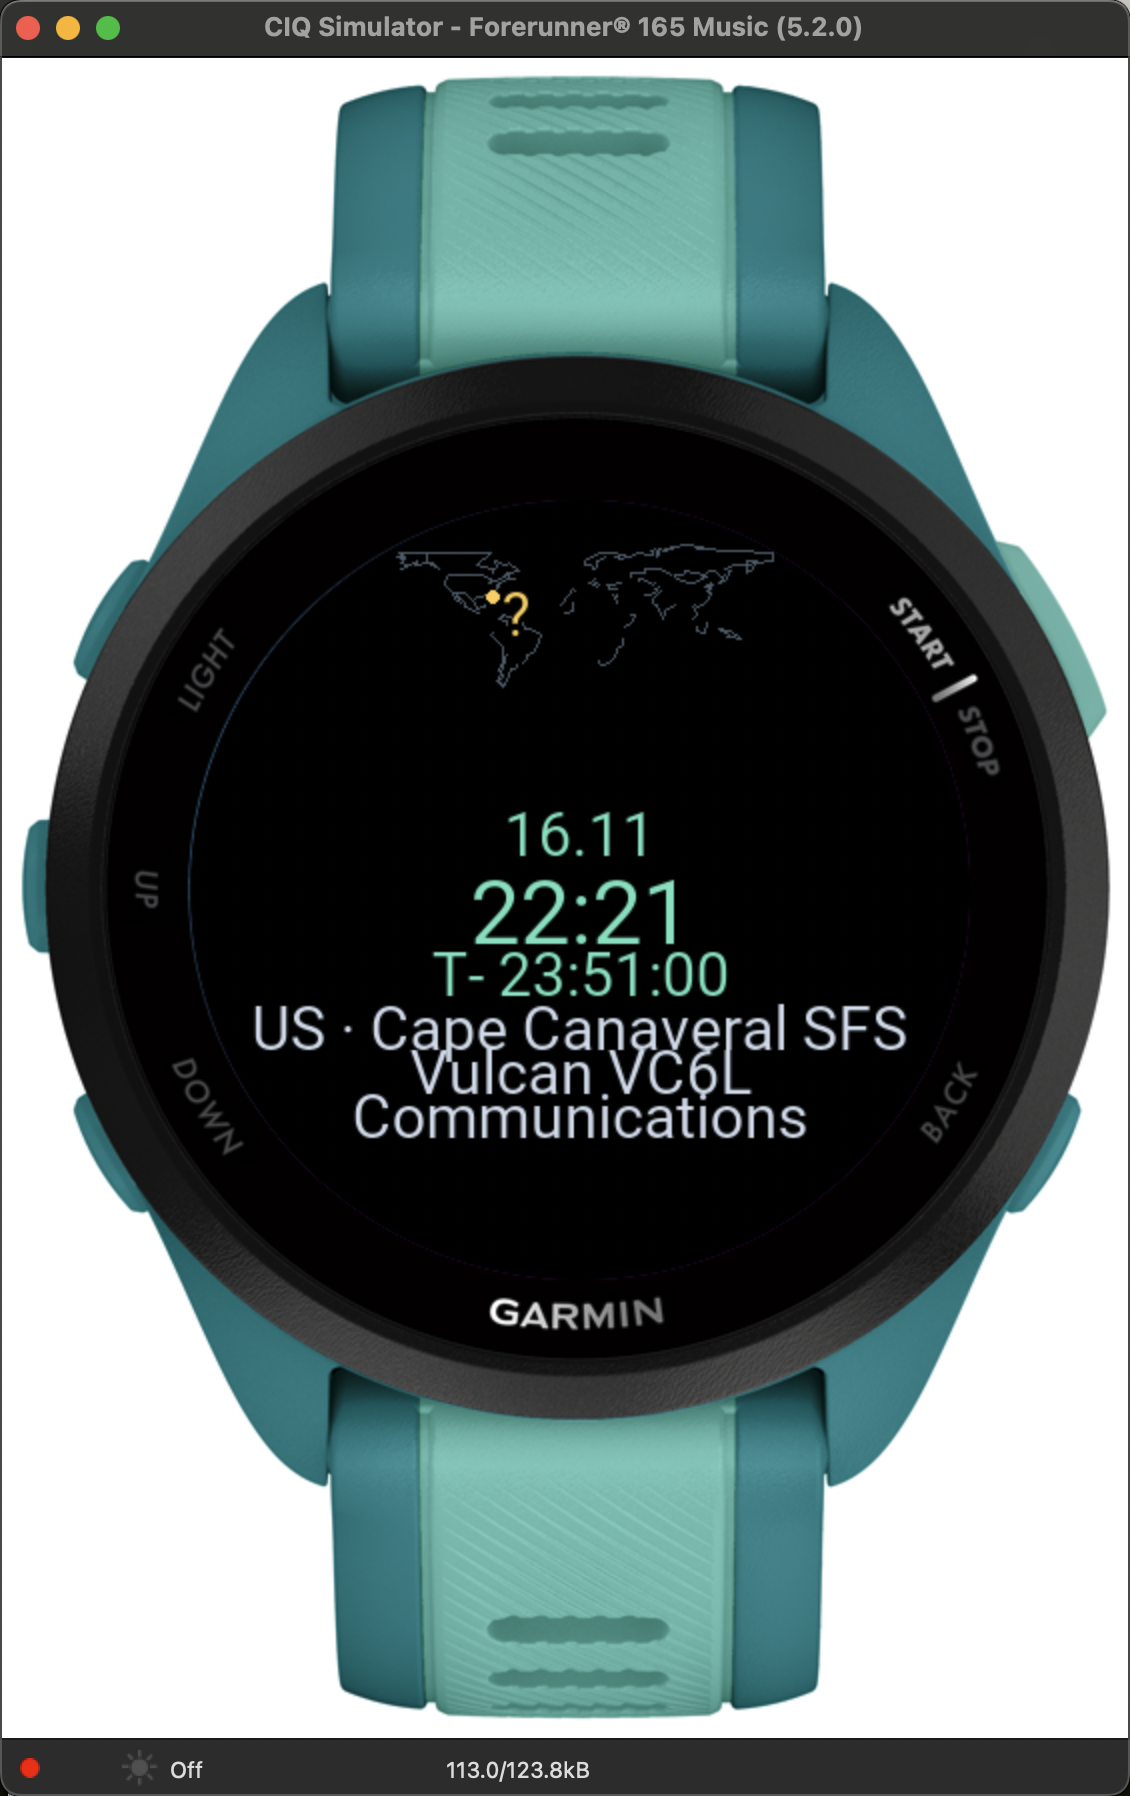 CIQ Simulator - Forerunner® 165 Music (5.2.0)
LIGHT
START
STOP
?
16.11
22:21
T- 23:51:00
US · Cape Canaveral SFS
Vulcan VC6L
Communications
UP
DOWN
BACK
GARMIN
Off
113.0/123.8kB